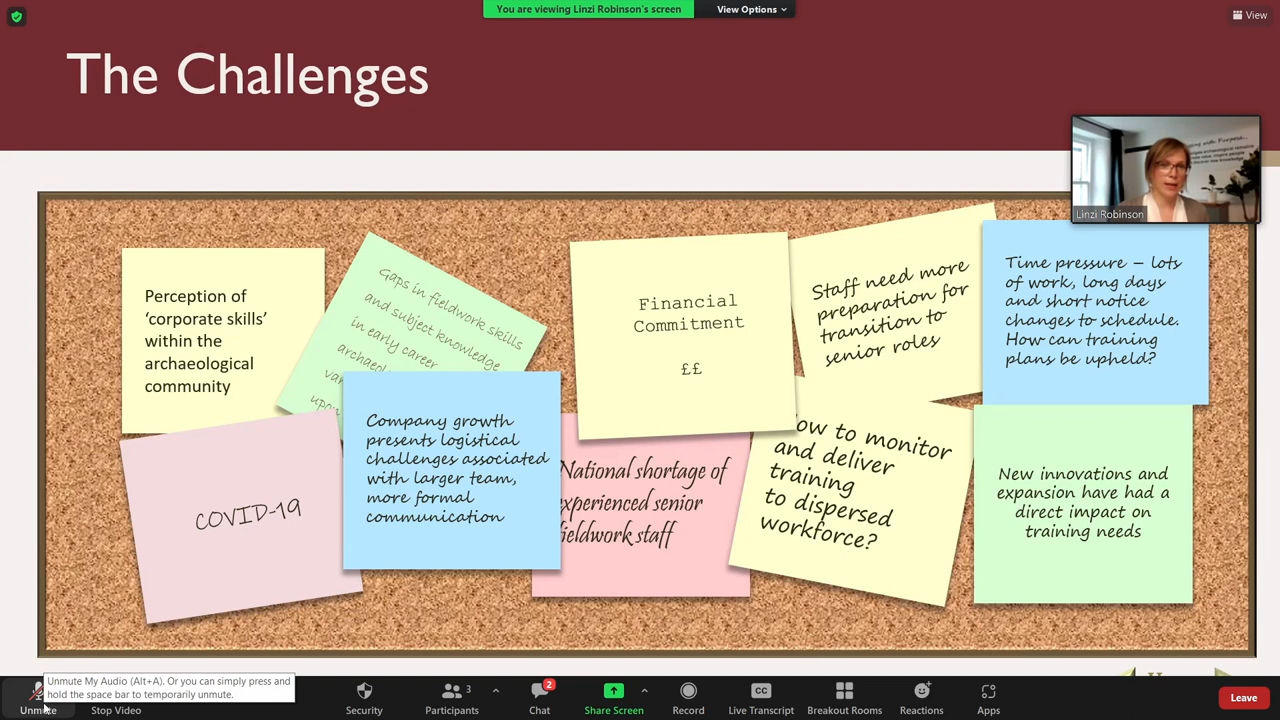 You are viewing Linzi Robinson's screen
View Options
View
The Challenges
Linzi Robinson
Perception of
‘corporate skills’
within the
archaeological
community
Gaps in fieldwork skills
and subject knowledge
in early career
Financial
Commitment
££
Staff need more
preparation for
transition to
senior roles
Time pressure – lots
of work, long days
and short notice
changes to schedule.
How can training
plans be upheld?
COVID-19
Company growth
presents logistical
challenges associated
with larger team,
more formal
communication
National shortage of
experienced senior
fieldwork staff
How to monitor
and deliver
training
to dispersed
workforce?
New innovations and
expansion have had a
direct impact on
training needs
Unmute My Audio (Alt+A). Or you can simply press and
hold the space bar to temporarily unmute.
Unmute
Stop Video
Security
Participants
3
Chat
2
Share Screen
Record
CC
Live Transcript
Breakout Rooms
Reactions
Apps
Leave